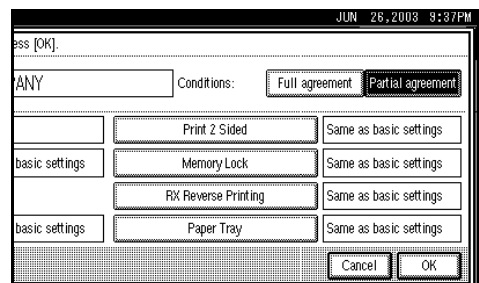 JUN 26,2003 9:37PM
ess [OK].
ANY Conditions: Full agreement Partial agreement
Print 2 Sided Same as basic settings
basic settings Memory Lock Same as basic settings
RX Reverse Printing Same as basic settings
basic settings Paper Tray Same as basic settings
Cancel OK